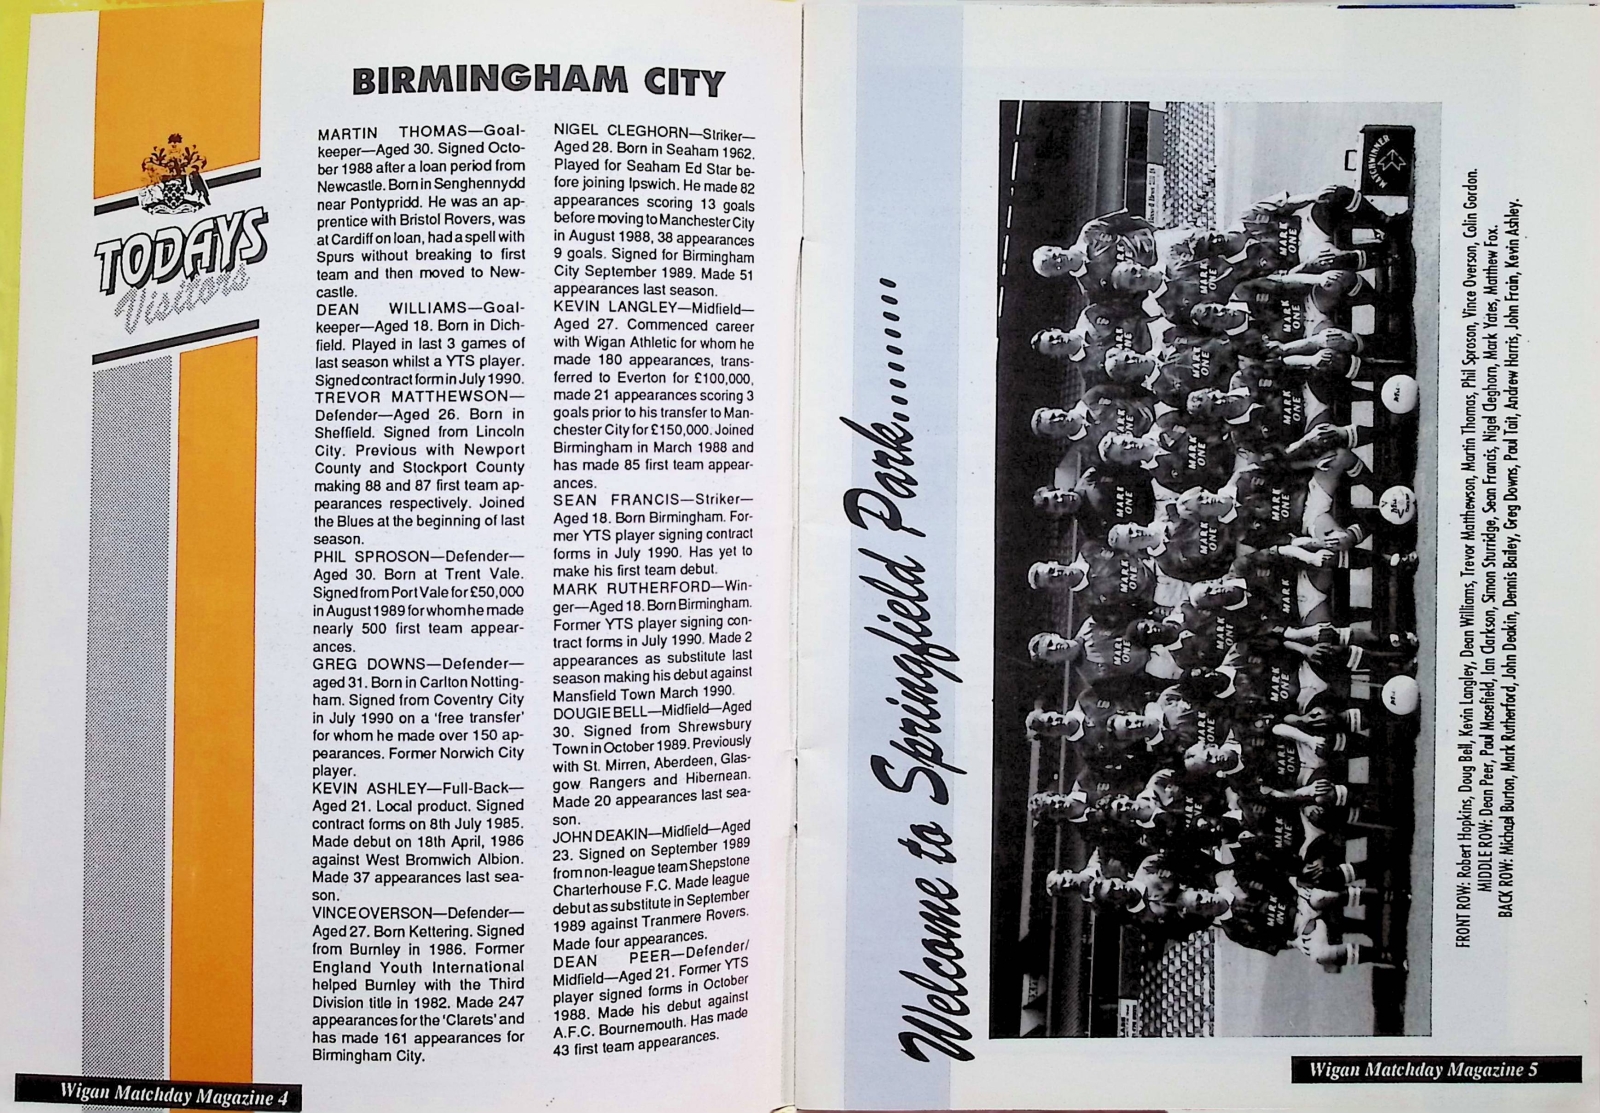 TODAYS
Visitors
BIRMINGHAM CITY
MARTIN THOMAS—Goal-
keeper—Aged 30. Signed Octo-
ber 1988 after a loan period from
Newcastle. Born in Senghennydd
near Pontypridd. He was an ap-
prentice with Bristol Rovers, was
at Cardiff on loan, had a spell with
Spurs without breaking to first
team and then moved to New-
castle.
DEAN WILLIAMS—Goal-
keeper—Aged 18. Born in Dich-
field. Played in last 3 games of
last season whilst a YTS player.
Signed contract form in July 1990.
TREVOR MATTHEWSON—
Defender—Aged 26. Born in
Sheffield. Signed from Lincoln
City. Previous with Newport
County and Stockport County
making 88 and 87 first team ap-
pearances respectively. Joined
the Blues at the beginning of last
season.
PHIL SPROSON—Defender—
Aged 30. Born at Trent Vale.
Signed from Port Vale for £50,000
in August 1989 for whom he made
nearly 500 first team appear-
ances.
GREG DOWNS—Defender—
aged 31. Born in Carlton Notting-
ham. Signed from Coventry City
in July 1990 on a 'free transfer'
for whom he made over 150 ap-
pearances. Former Norwich City
player.
KEVIN ASHLEY—Full-Back—
Aged 21. Local product. Signed
contract forms on 8th July 1985.
Made debut on 18th April, 1986
against West Bromwich Albion.
Made 37 appearances last sea-
son.
VINCE OVERSON—Defender—
Aged 27. Born Kettering. Signed
from Burnley in 1986. Former
England Youth International
helped Burnley with the Third
Division title in 1982. Made 247
appearances for the 'Clarets' and
has made 161 appearances for
Birmingham City.
NIGEL CLEGHORN—Striker—
Aged 28. Born in Seaham 1962.
Played for Seaham Ed Star be-
fore joining Ipswich. He made 82
appearances scoring 13 goals
before moving to Manchester City
in August 1988, 38 appearances
9 goals. Signed for Birmingham
City September 1989. Made 51
appearances last season.
KEVIN LANGLEY—Midfield—
Aged 27. Commenced career
with Wigan Athletic for whom he
made 180 appearances, trans-
ferred to Everton for £100,000,
made 21 appearances scoring 3
goals prior to his transfer to Man-
chester City for £150,000. Joined
Birmingham in March 1988 and
has made 85 first team appear-
ances.
SEAN FRANCIS—Striker—
Aged 18. Born Birmingham. For-
mer YTS player signing contract
forms in July 1990. Has yet to
make his first team debut.
MARK RUTHERFORD—Win-
ger—Aged 18. Born Birmingham.
Former YTS player signing con-
tract forms in July 1990. Made 2
appearances as substitute last
season making his debut against
Mansfield Town March 1990.
DOUGIE BELL—Midfield—Aged
30. Signed from Shrewsbury
Town in October 1989. Previously
with St. Mirren, Aberdeen, Glas-
gow Rangers and Hibernean.
Made 20 appearances last sea-
son.
JOHN DEAKIN—Midfield—Aged
23. Signed on September 1989
from non-league team Shepstone
Charterhouse F.C. Made league
debut as substitute in September
1989 against Tranmere Rovers.
Made four appearances.
DEAN PEER—Defender/
Midfield—Aged 21. Former YTS
player signed forms in October
1988. Made his debut against
A.F.C. Bournemouth. Has made
43 first team appearances.
Wigan Matchday Magazine 4
Welcome to Springfield Park..........
MATCHWINNER
MARK ONE
FRONT ROW: Robert Hopkins, Doug Bell, Kevin Langley, Dean Williams, Trevor Matthewson, Martin Thomas, Phil Sproson, Vince Overson, Colin Gordon.
MIDDLE ROW: Dean Peer, Paul Masefield, Ian Clarkson, Simon Sturridge, Sean Francis, Nigel Cleghorn, Mark Yates, Matthew Fox.
BACK ROW: Michael Burton, Mark Rutherford, John Deakin, Dennis Bailey, Greg Downs, Paul Tait, Andrew Harris, John Frain, Kevin Ashley.
Wigan Matchday Magazine 5